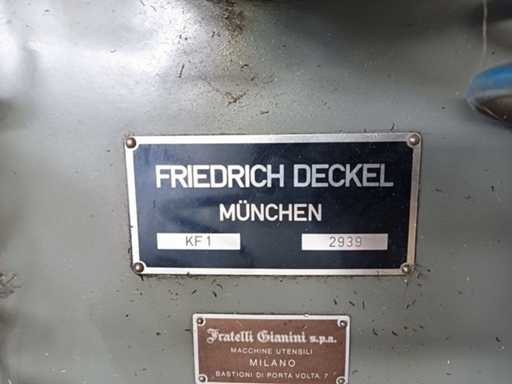 FRIEDRICH DECKEL
MÜNCHEN
KF1 2939
Fratelli Gianini s.p.a.
MACCHINE UTENSILI
MILANO
BASTIONI DI PORTA VOLTA 7